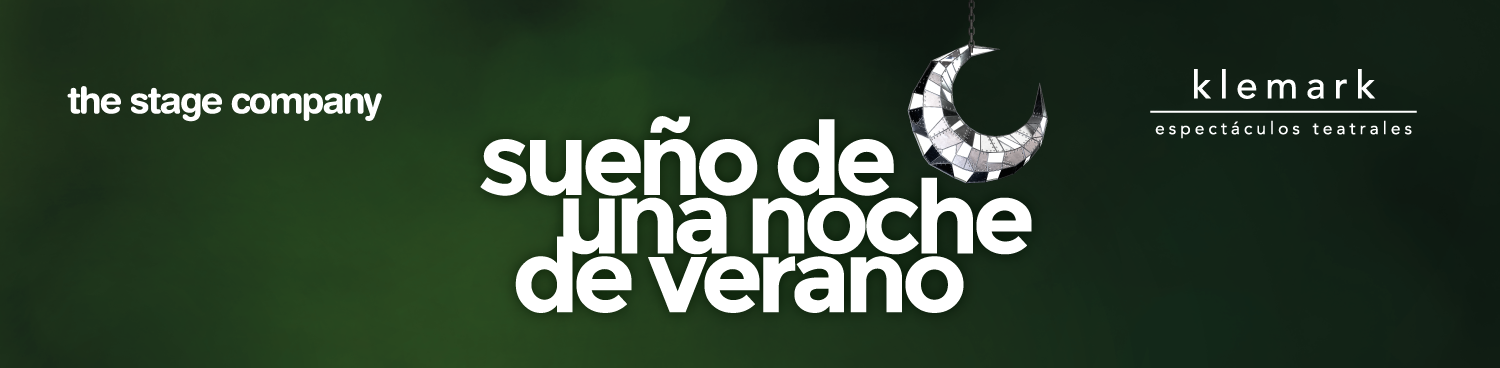 the stage company
sueño de
una noche
de verano
klemark
espectáculos teatrales